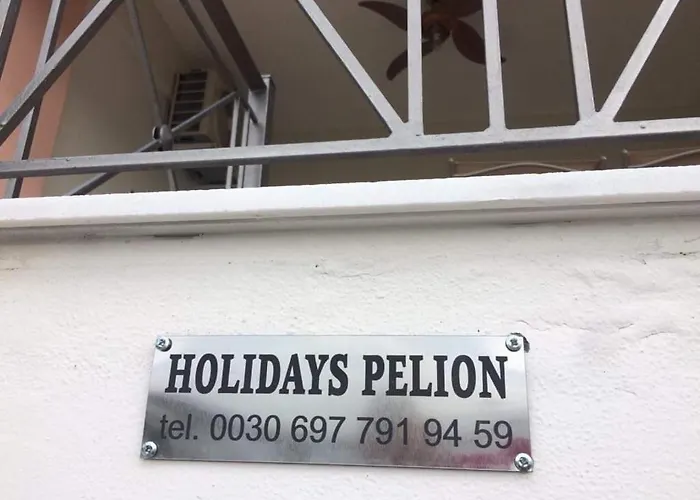 HOLIDAYS PELION
tel. 0030 697 791 94 59